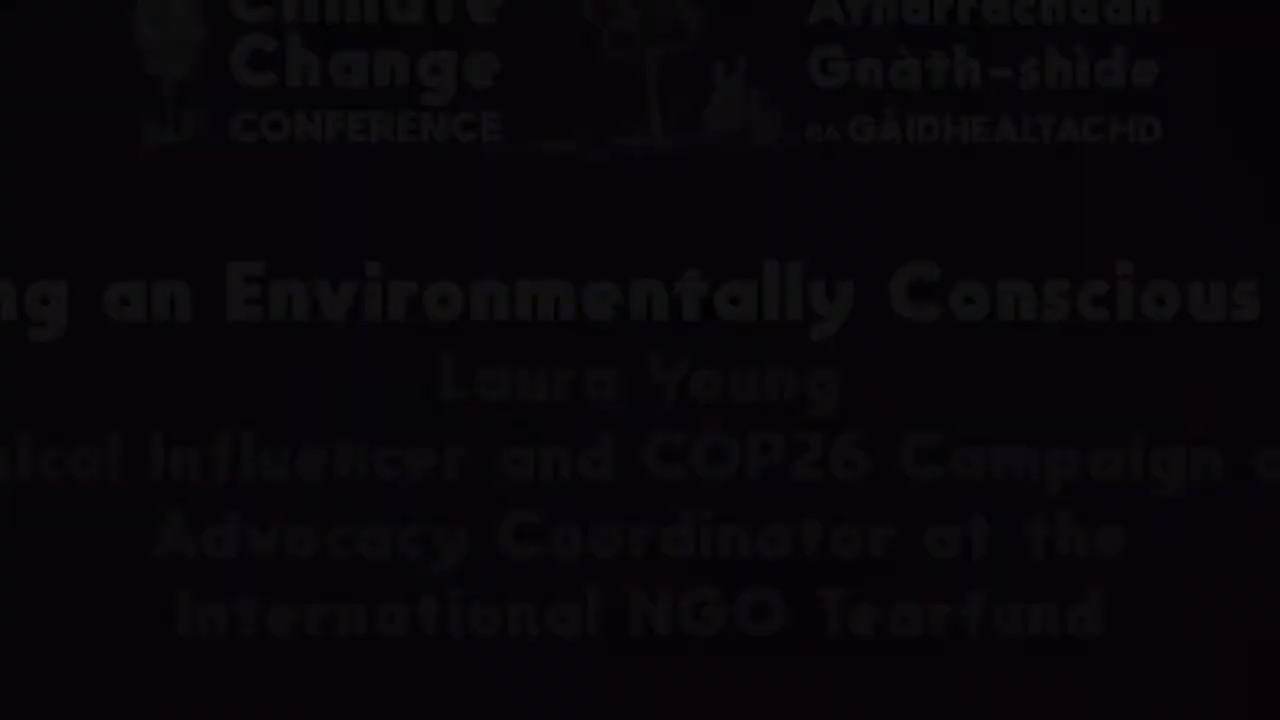 Climate
Change
CONFERENCE
Atharrachadh
Gnàth-shìde
NA GÀIDHEALTACHD
ng an Environmentally Conscious
Laura Young
ical Influencer and COP26 Campaign
Advocacy Coordinator at the
International NGO Tearfund